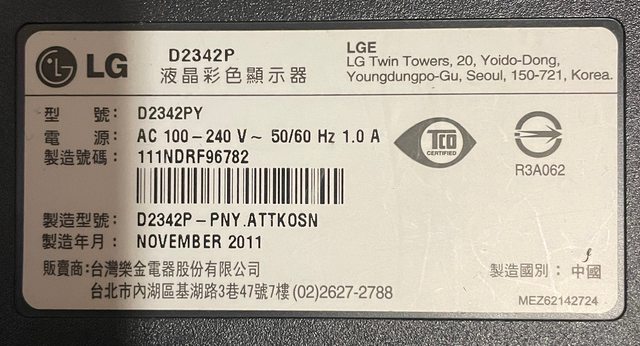 LG
D2342P
液晶彩色顯示器
LGE
LG Twin Towers, 20, Yoido-Dong,
Youngdungpo-Gu, Seoul, 150-721, Korea.
型 號: D2342PY
電 源: AC 100-240 V~ 50/60 Hz 1.0 A
製造號碼: 111NDRF96782
TCO
CERTIFIED
R3A062
製造型號: D2342P-PNY.ATTKOSN
製造年月: NOVEMBER 2011
販賣商:台灣樂金電器股份有限公司
台北市內湖區基湖路3巷47號7樓 (02)2627-2788
製造國別: 中國
MEZ62142724